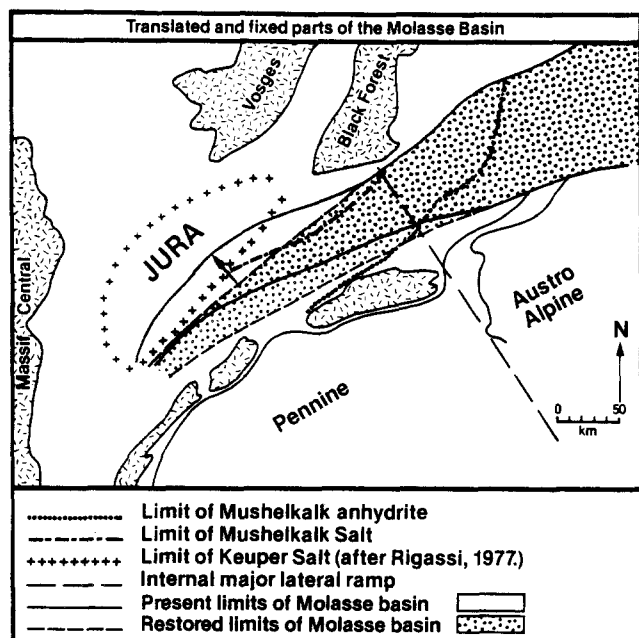 Translated and fixed parts of the Molasse Basin
Vosges
Black Forest
JURA
Massif Central
Austro
Alpine
Pennine
N
0 50
km
Limit of Mushelkalk anhydrite
Limit of Mushelkalk Salt
Limit of Keuper Salt (after Rigassi, 1977.)
Internal major lateral ramp
Present limits of Molasse basin
Restored limits of Molasse basin